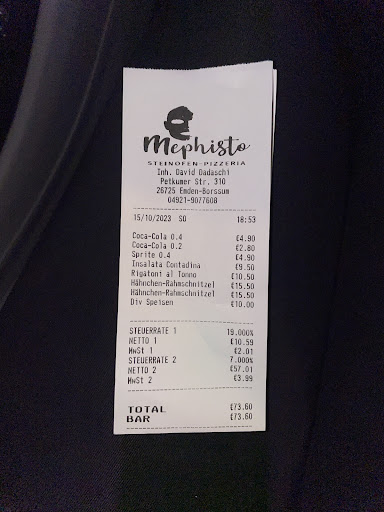 Mephisto
STEINOFEN-PIZZERIA
Inh. David Dadaschi
Petkumer Str. 310
26725 Emden-Borssum
04921-9077608
15/10/2023 SO 18:53
Coca-Cola 0.4 €4.90
Coca-Cola 0.2 €2.80
Sprite 0.4 €4.90
Insalata Contadina €9.50
Rigatoni al Tonno €10.50
Hähnchen-Rahmschnitzel €15.50
Hähnchen-Rahmschnitzel €15.50
Div Speisen €10.00
STEUERRATE 1 19.000%
NETTO 1 €10.59
MwSt 1 €2.01
STEUERRATE 2 7.000%
NETTO 2 €57.01
MwSt 2 €3.99
TOTAL €73.60
BAR €73.60